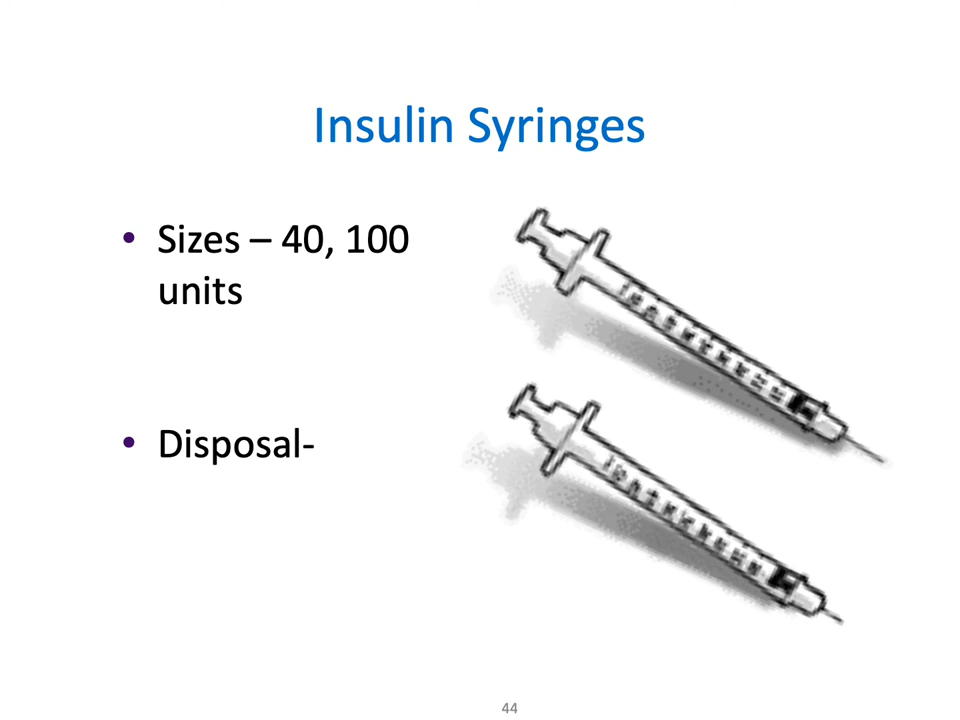 Insulin Syringes
• Sizes – 40, 100
units
• Disposal-
44